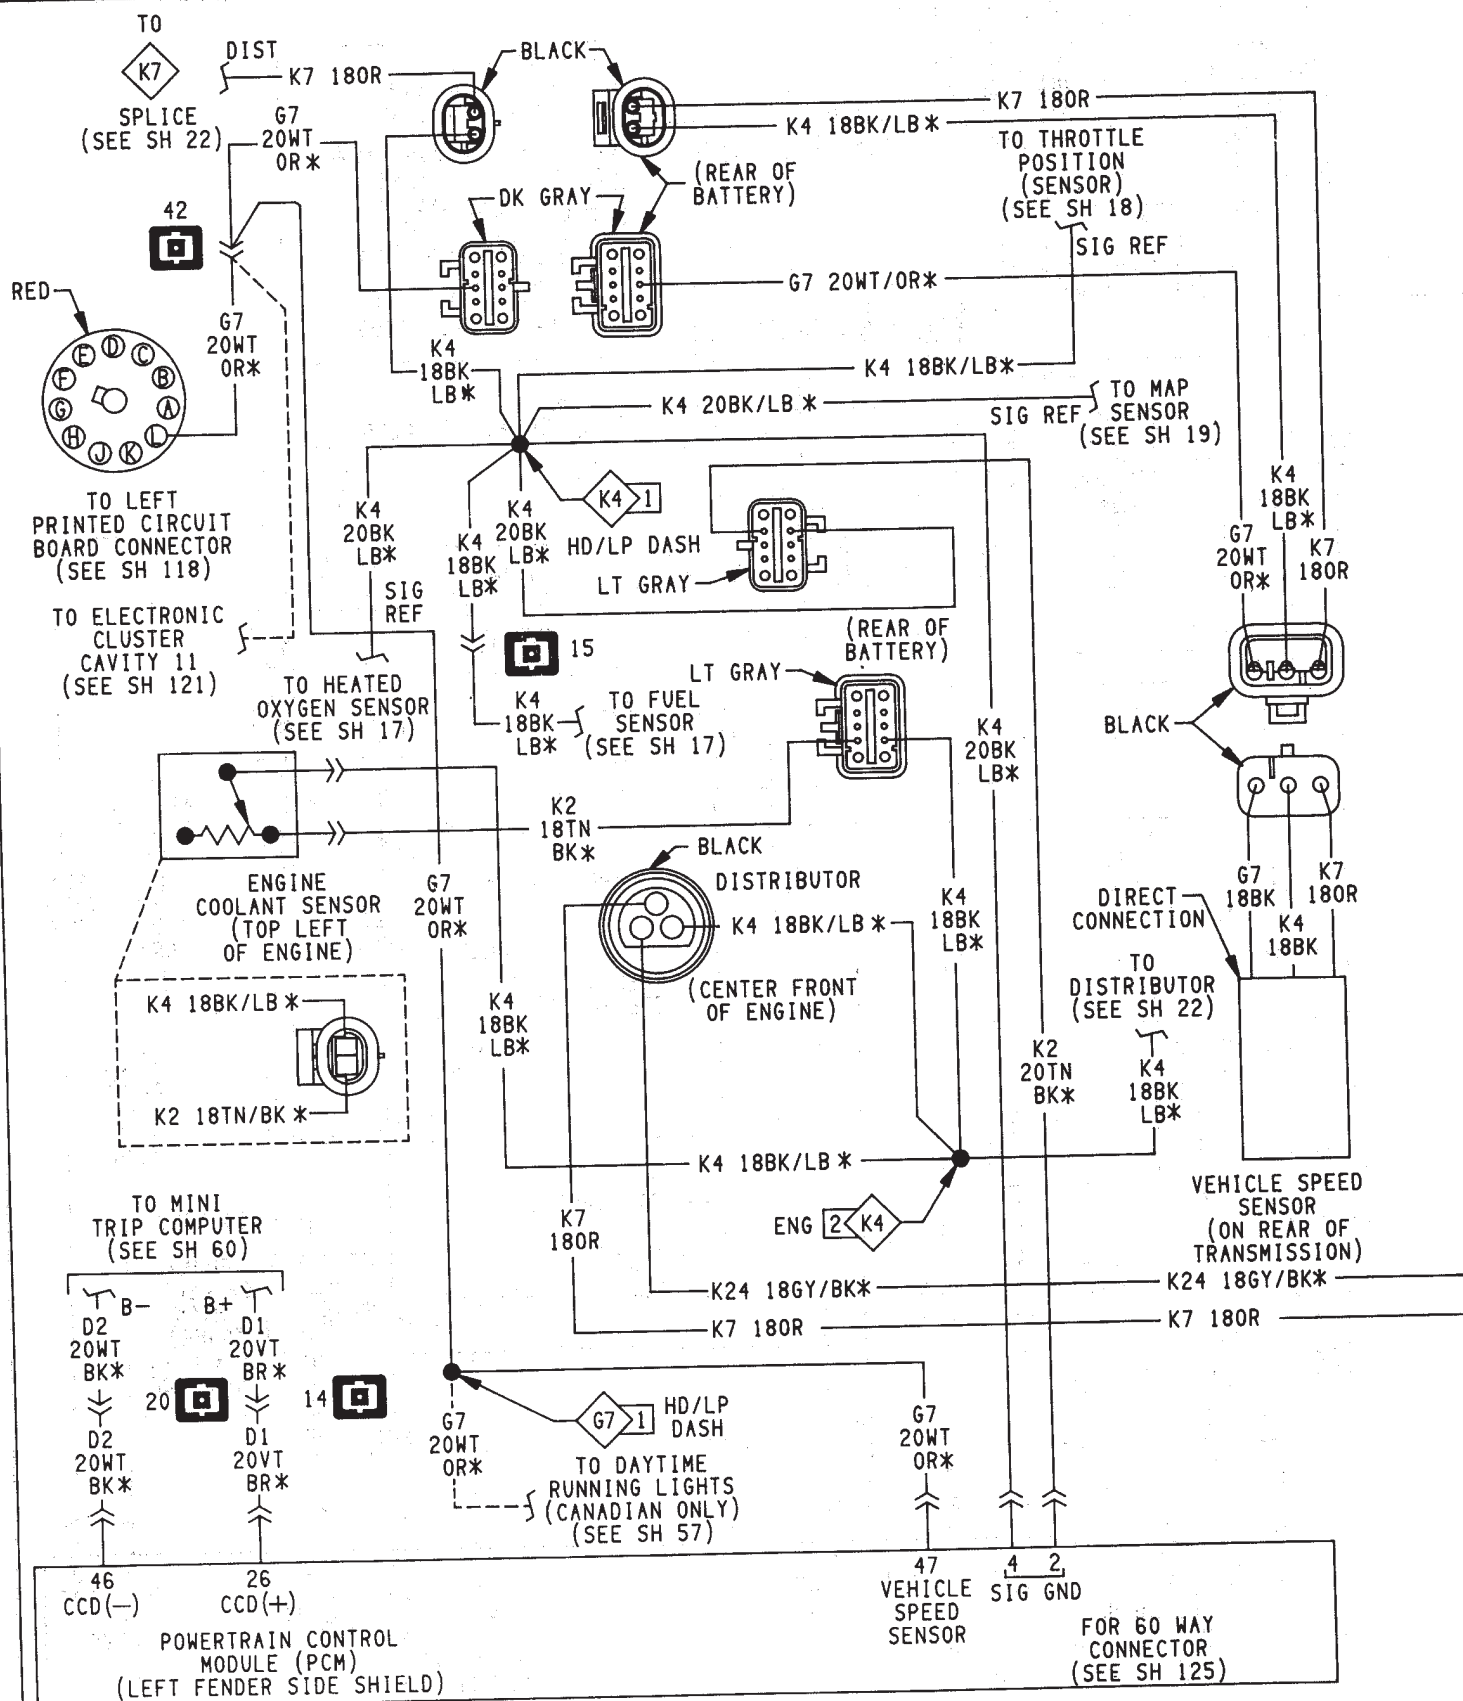 TO
K7
SPLICE
(SEE SH 22)
DIST
K7 18OR
G7
20WT
OR*
BLACK
K7 18OR
K4 18BK/LB*
TO THROTTLE
POSITION
(SENSOR)
(SEE SH 18)
SIG REF
(REAR OF
BATTERY)
DK GRAY
42
RED
G7
20WT
OR*
G7 20WT/OR*
E D C
F B
G A
H L
J K
K4
18BK
LB*
K4 18BK/LB*
K4 20BK/LB*
SIG REF
TO MAP
SENSOR
(SEE SH 19)
TO LEFT
PRINTED CIRCUIT
BOARD CONNECTOR
(SEE SH 118)
K4
20BK
LB*
SIG
REF
K4
18BK
LB*
K4
20BK
LB*
K4 1
HD/LP DASH
LT GRAY
K4
18BK
LB*
G7
20WT
OR*
K7
18OR
TO ELECTRONIC
CLUSTER
CAVITY 11
(SEE SH 121)
TO HEATED
OXYGEN SENSOR
(SEE SH 17)
15
K4
18BK
LB*
TO FUEL
SENSOR
(SEE SH 17)
(REAR OF
BATTERY)
LT GRAY
K4
20BK
LB*
BLACK
K2
18TN
BK*
BLACK
DISTRIBUTOR
K4 18BK/LB*
(CENTER FRONT
OF ENGINE)
ENGINE
COOLANT SENSOR
(TOP LEFT
OF ENGINE)
G7
20WT
OR*
K4
18BK
LB*
DIRECT
CONNECTION
G7
18BK
K4
18BK
K7
18OR
TO
DISTRIBUTOR
(SEE SH 22)
K4 18BK/LB*
K2 18TN/BK*
K4
18BK
LB*
K2
20TN
BK*
K4
18BK
LB*
K4 18BK/LB*
VEHICLE SPEED
SENSOR
(ON REAR OF
TRANSMISSION)
TO MINI
TRIP COMPUTER
(SEE SH 60)
K7
18OR
ENG 2 K4
B- B+
K24 18GY/BK*
K24 18GY/BK*
K7 18OR
K7 18OR
D2
20WT
BK*
D1
20VT
BR*
20
14
D2
20WT
BK*
D1
20VT
BR*
G7
20WT
OR*
G7 1
HD/LP
DASH
TO DAYTIME
RUNNING LIGHTS
(CANADIAN ONLY)
(SEE SH 57)
G7
20WT
OR*
46
CCD(-)
26
CCD(+)
47
VEHICLE
SPEED
SENSOR
4 2
SIG GND
POWERTRAIN CONTROL
MODULE (PCM)
(LEFT FENDER SIDE SHIELD)
FOR 60 WAY
CONNECTOR
(SEE SH 125)